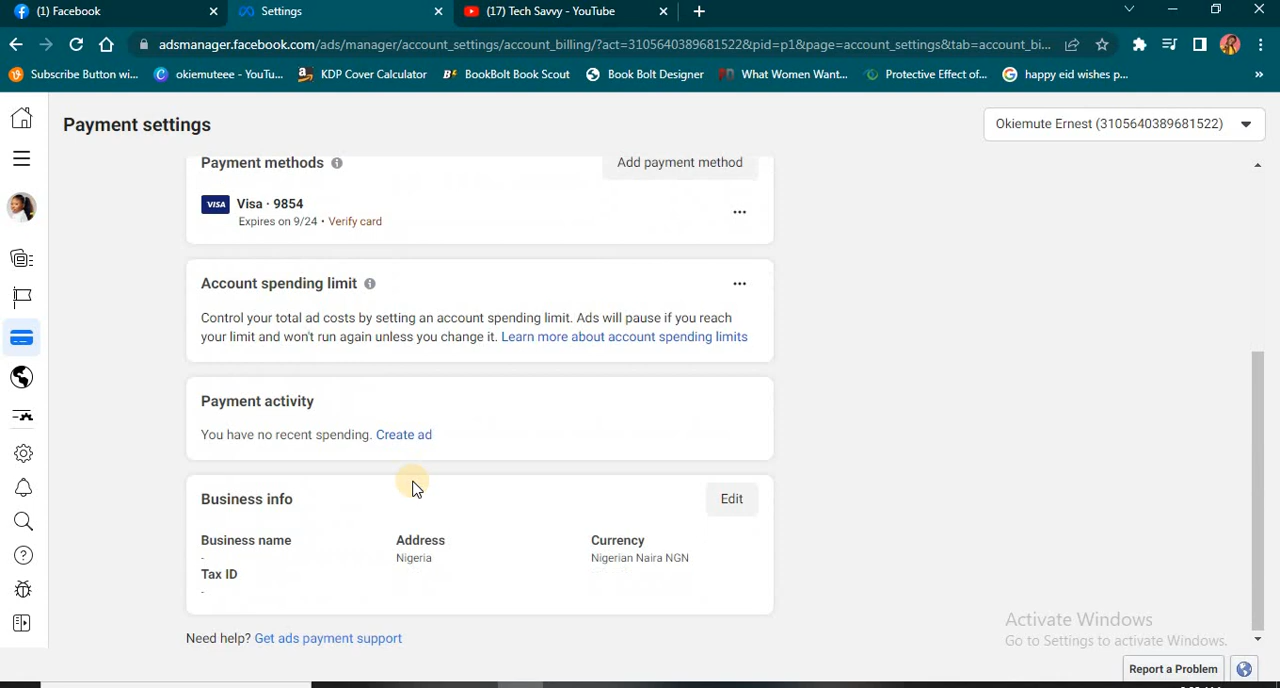 (1) Facebook
Settings
(17) Tech Savvy - YouTube
adsmanager.facebook.com/ads/manager/account_settings/account_billing/?act=3105640389681522&pid=p1&page=account_settings&tab=account_bi...
Subscribe Button wi...
okiemuteee - YouTu...
KDP Cover Calculator
BookBolt Book Scout
Book Bolt Designer
What Women Want...
Protective Effect of...
happy eid wishes p...
Payment settings
Okiemute Ernest (3105640389681522)
Payment methods
Add payment method
VISA
Visa · 9854
Expires on 9/24 • Verify card
Account spending limit
Control your total ad costs by setting an account spending limit. Ads will pause if you reach
your limit and won't run again unless you change it. Learn more about account spending limits
Payment activity
You have no recent spending. Create ad
Business info
Edit
Business name
-
Address
Nigeria
Currency
Nigerian Naira NGN
Tax ID
-
Need help? Get ads payment support
Activate Windows
Go to Settings to activate Windows.
Report a Problem